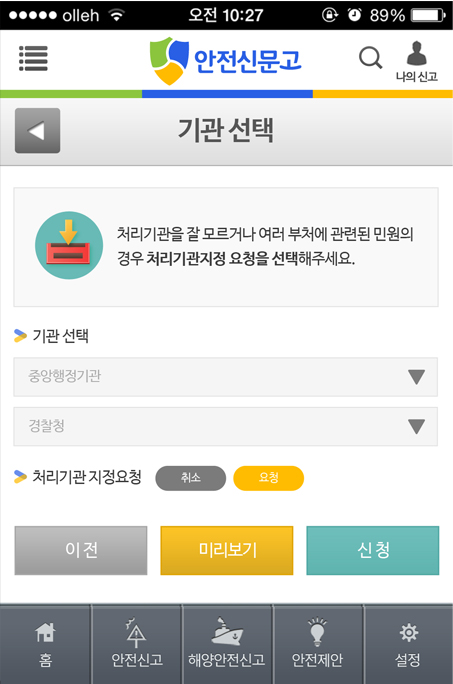 olleh 오전 10:27 89%
안전신문고
나의 신고
기관 선택
처리기관을 잘 모르거나 여러 부처에 관련된 민원의
경우 처리기관지정 요청을 선택해주세요.
기관 선택
중앙행정기관
경찰청
처리기관 지정요청 취소 요청
이전 미리보기 신청
홈 안전신고 해양안전신고 안전제안 설정